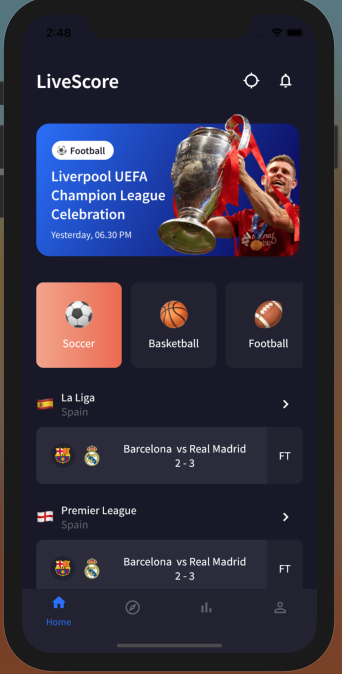 2:48
LiveScore
Football
Liverpool UEFA
Champion League
Celebration
Yesterday, 06.30 PM
Soccer
Basketball
Football
La Liga
Spain
Barcelona vs Real Madrid
2 - 3
FT
Premier League
Spain
Barcelona vs Real Madrid
2 - 3
FT
Home